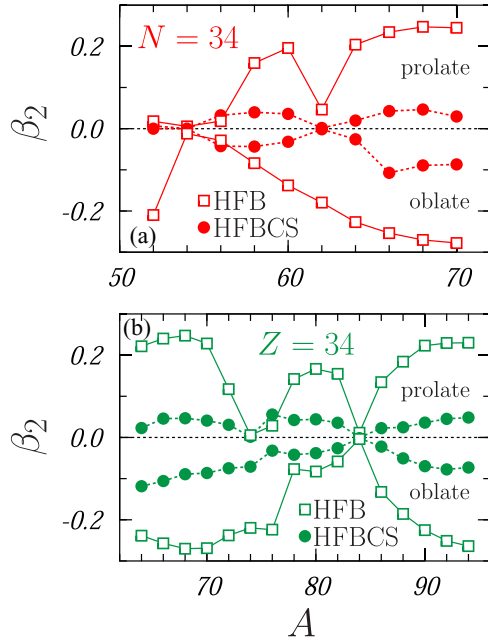 N = 34
0.2
prolate
β₂
0.0
-0.2
HFB
oblate
HFBCS
(a)
50
60
70
(b)
Z = 34
0.2
prolate
β₂
0.0
oblate
-0.2
HFB
HFBCS
70
80
90
A